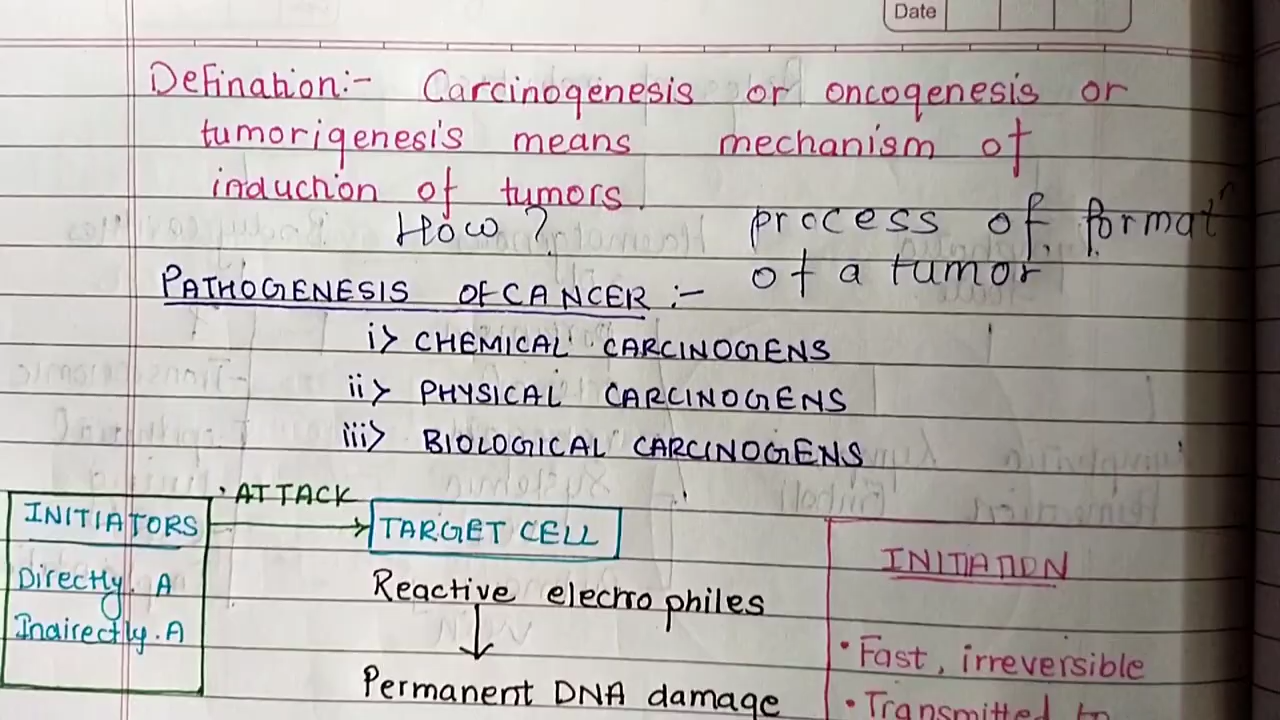 Date
Defination:- Carcinogenesis or oncogenesis or
tumorigenesis means mechanism of
induction of tumors.
How?
process of format^n
of a tumor
PATHOGENESIS OF CANCER :-
i> CHEMICAL CARCINOGENS
ii> PHYSICAL CARCINOGENS
iii> BIOLOGICAL CARCINOGENS
INITIATORS
Directly. A
Indirectly. A
• ATTACK
TARGET CELL
Reactive electrophiles
Permanent DNA damage
INITIATION
• Fast, irreversible
• Transmitted to